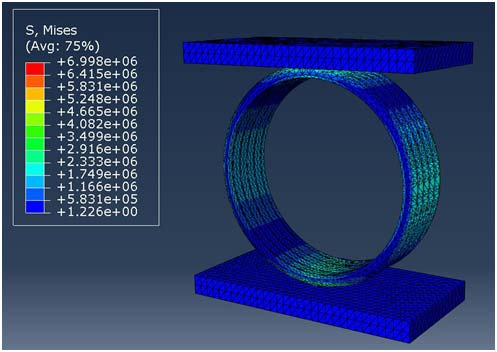 S, Mises
(Avg: 75%)
+6.998e+06
+6.415e+06
+5.831e+06
+5.248e+06
+4.665e+06
+4.082e+06
+3.499e+06
+2.916e+06
+2.333e+06
+1.749e+06
+1.166e+06
+5.831e+05
+1.226e+00